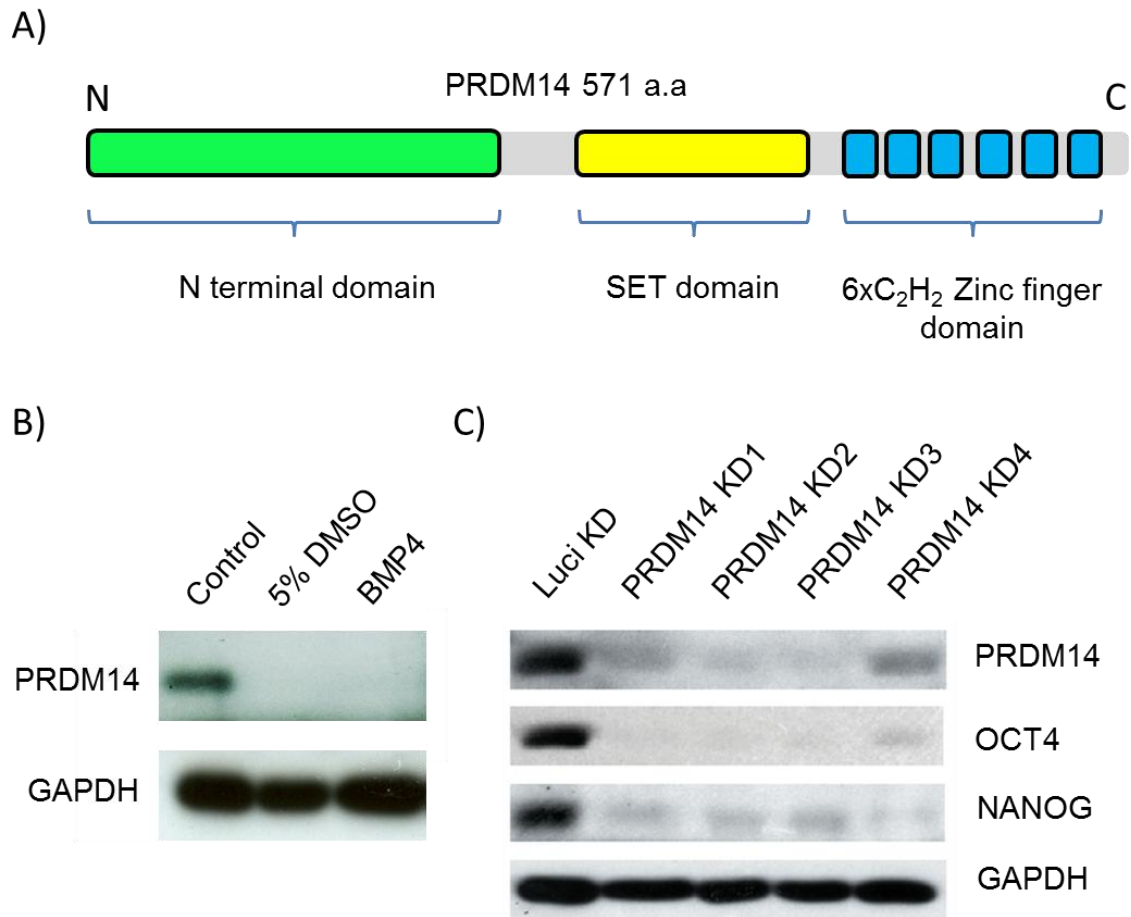 A)
PRDM14 571 a.a
N
C
N terminal domain
SET domain
6xC₂H₂ Zinc finger
domain
B)
Control
5% DMSO
BMP4
PRDM14
GAPDH
C)
Luci KD
PRDM14 KD1
PRDM14 KD2
PRDM14 KD3
PRDM14 KD4
PRDM14
OCT4
NANOG
GAPDH